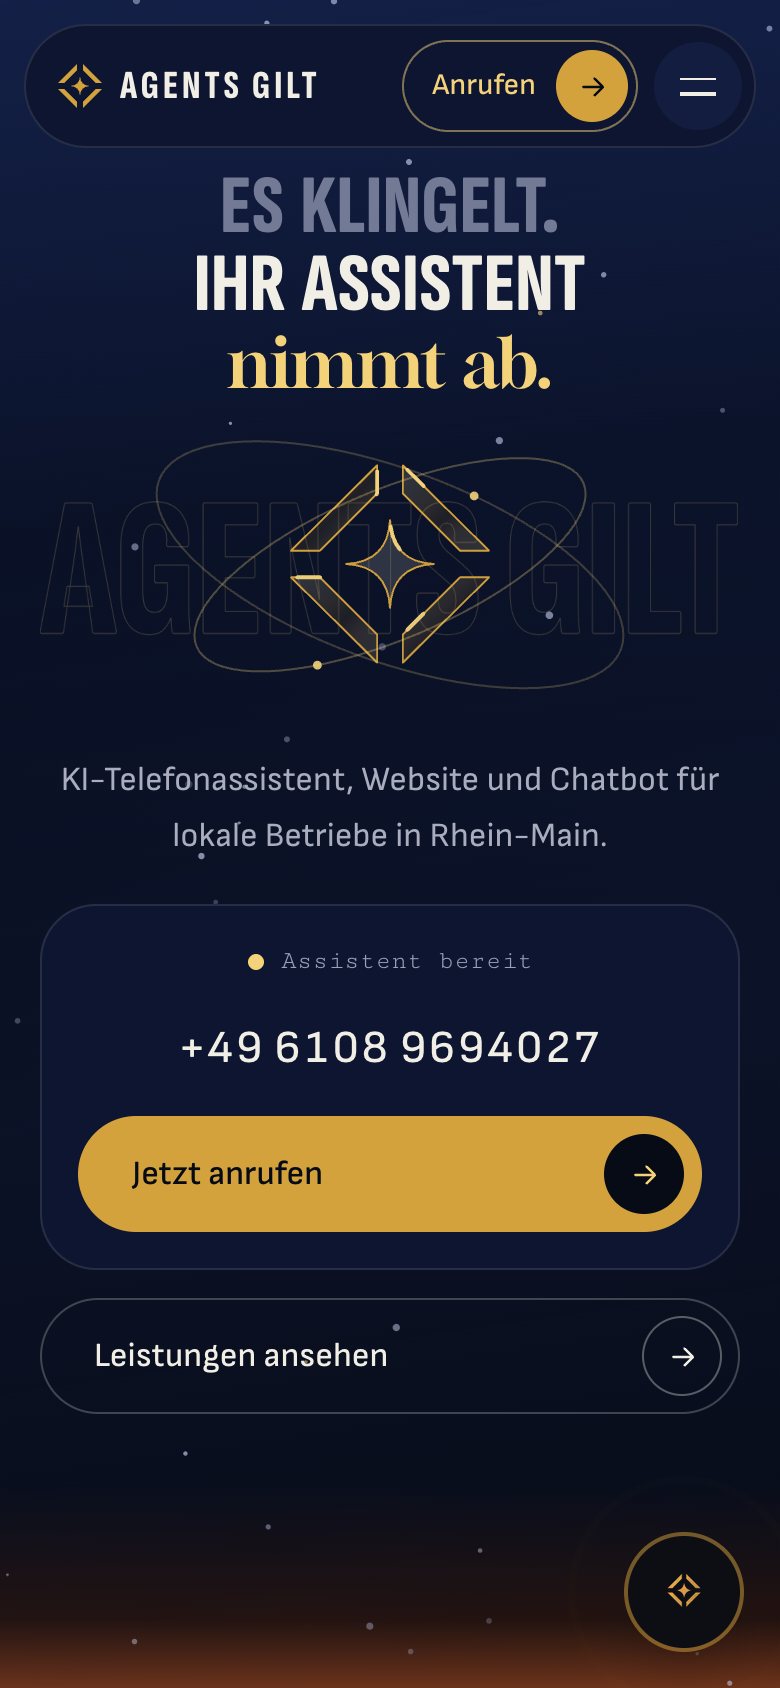 AGENTS GILT
Anrufen
ES KLINGELT.
IHR ASSISTENT
nimmt ab.
AGENTS GILT
KI-Telefonassistent, Website und Chatbot für
lokale Betriebe in Rhein-Main.
Assistent bereit
+49 6108 9694027
Jetzt anrufen
Leistungen ansehen